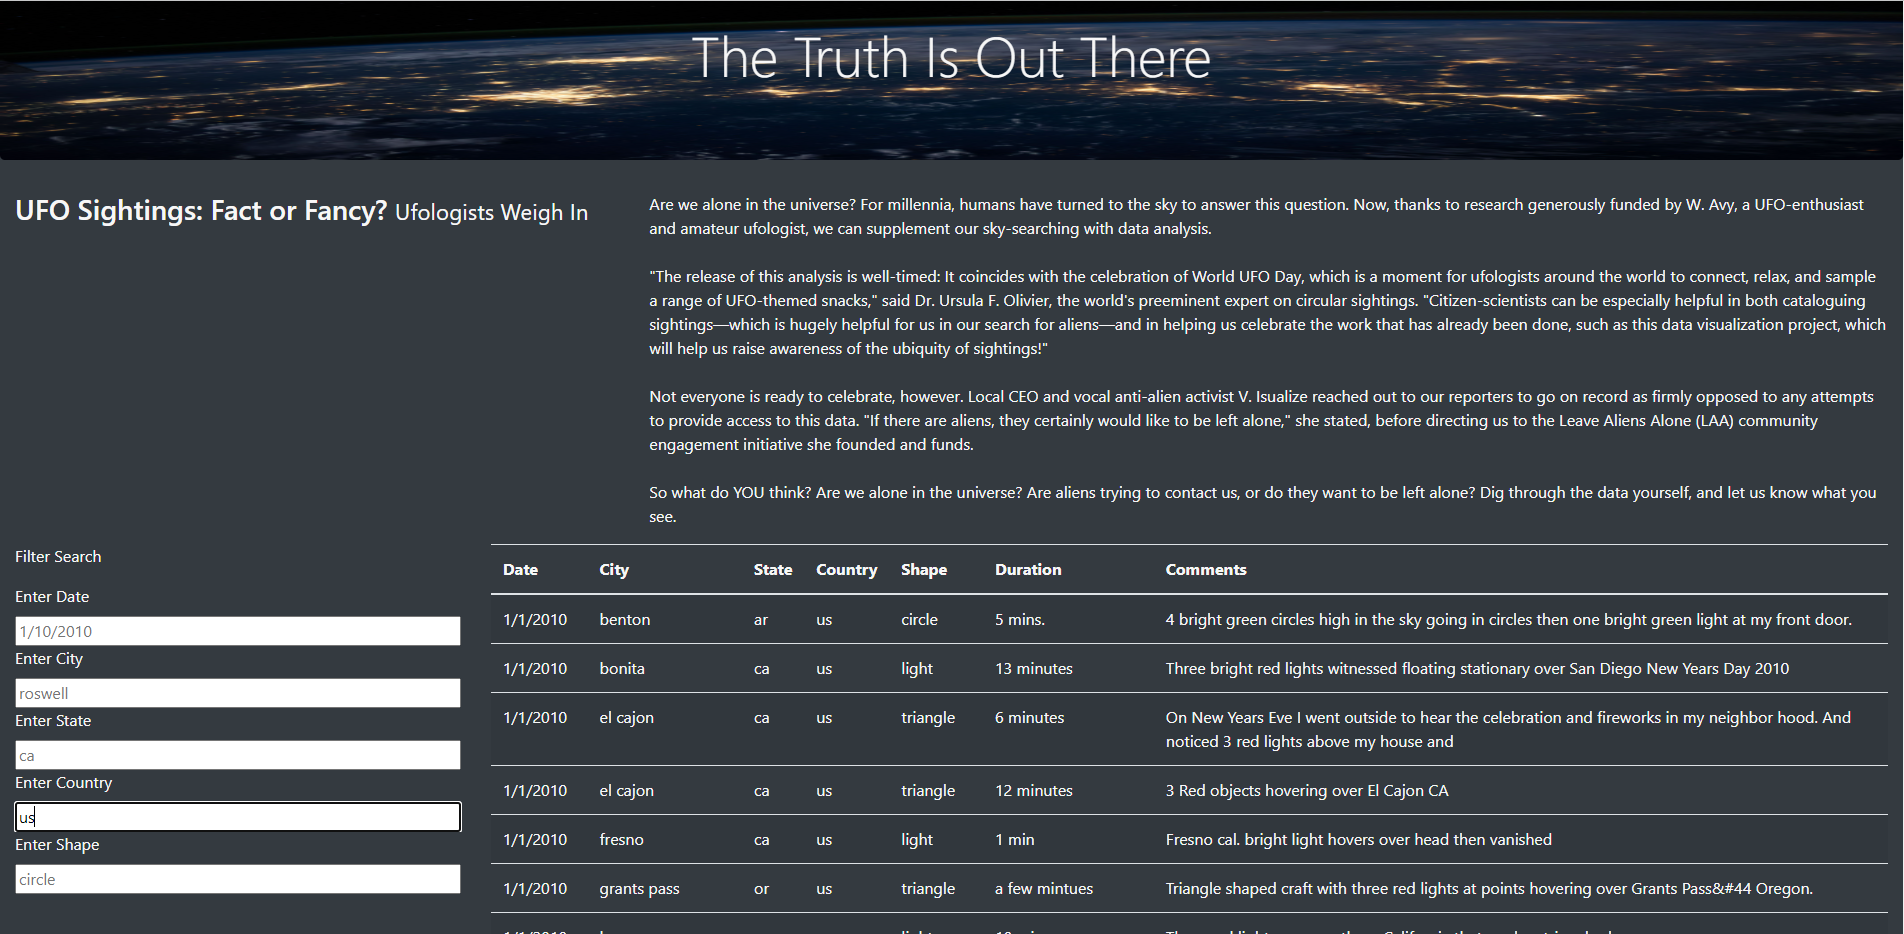 The Truth Is Out There
UFO Sightings: Fact or Fancy? Ufologists Weigh In
Are we alone in the universe? For millennia, humans have turned to the sky to answer this question. Now, thanks to research generously funded by W. Avy, a UFO-enthusiast
and amateur ufologist, we can supplement our sky-searching with data analysis.
"The release of this analysis is well-timed: It coincides with the celebration of World UFO Day, which is a moment for ufologists around the world to connect, relax, and sample
a range of UFO-themed snacks," said Dr. Ursula F. Olivier, the world's preeminent expert on circular sightings. "Citizen-scientists can be especially helpful in both cataloguing
sightings—which is hugely helpful for us in our search for aliens—and in helping us celebrate the work that has already been done, such as this data visualization project, which
will help us raise awareness of the ubiquity of sightings!"
Not everyone is ready to celebrate, however. Local CEO and vocal anti-alien activist V. Isualize reached out to our reporters to go on record as firmly opposed to any attempts
to provide access to this data. "If there are aliens, they certainly would like to be left alone," she stated, before directing us to the Leave Aliens Alone (LAA) community
engagement initiative she founded and funds.
So what do YOU think? Are we alone in the universe? Are aliens trying to contact us, or do they want to be left alone? Dig through the data yourself, and let us know what you
see.
Filter Search
Enter Date
1/10/2010
Enter City
roswell
Enter State
ca
Enter Country
us
Enter Shape
circle
Date City State Country Shape Duration Comments
1/1/2010 benton ar us circle 5 mins. 4 bright green circles high in the sky going in circles then one bright green light at my front door.
1/1/2010 bonita ca us light 13 minutes Three bright red lights witnessed floating stationary over San Diego New Years Day 2010
1/1/2010 el cajon ca us triangle 6 minutes On New Years Eve I went outside to hear the celebration and fireworks in my neighbor hood. And
noticed 3 red lights above my house and
1/1/2010 el cajon ca us triangle 12 minutes 3 Red objects hovering over El Cajon CA
1/1/2010 fresno ca us light 1 min Fresno cal. bright light hovers over head then vanished
1/1/2010 grants pass or us triangle a few mintues Triangle shaped craft with three red lights at points hovering over Grants Pass&#44 Oregon.